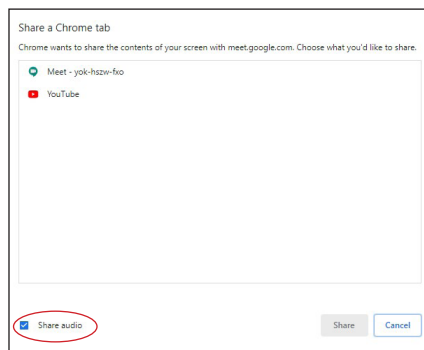 Share a Chrome tab
Chrome wants to share the contents of your screen with meet.google.com. Choose what you'd like to share.
Meet - yok-hszw-fxo
YouTube
Share audio
Share
Cancel